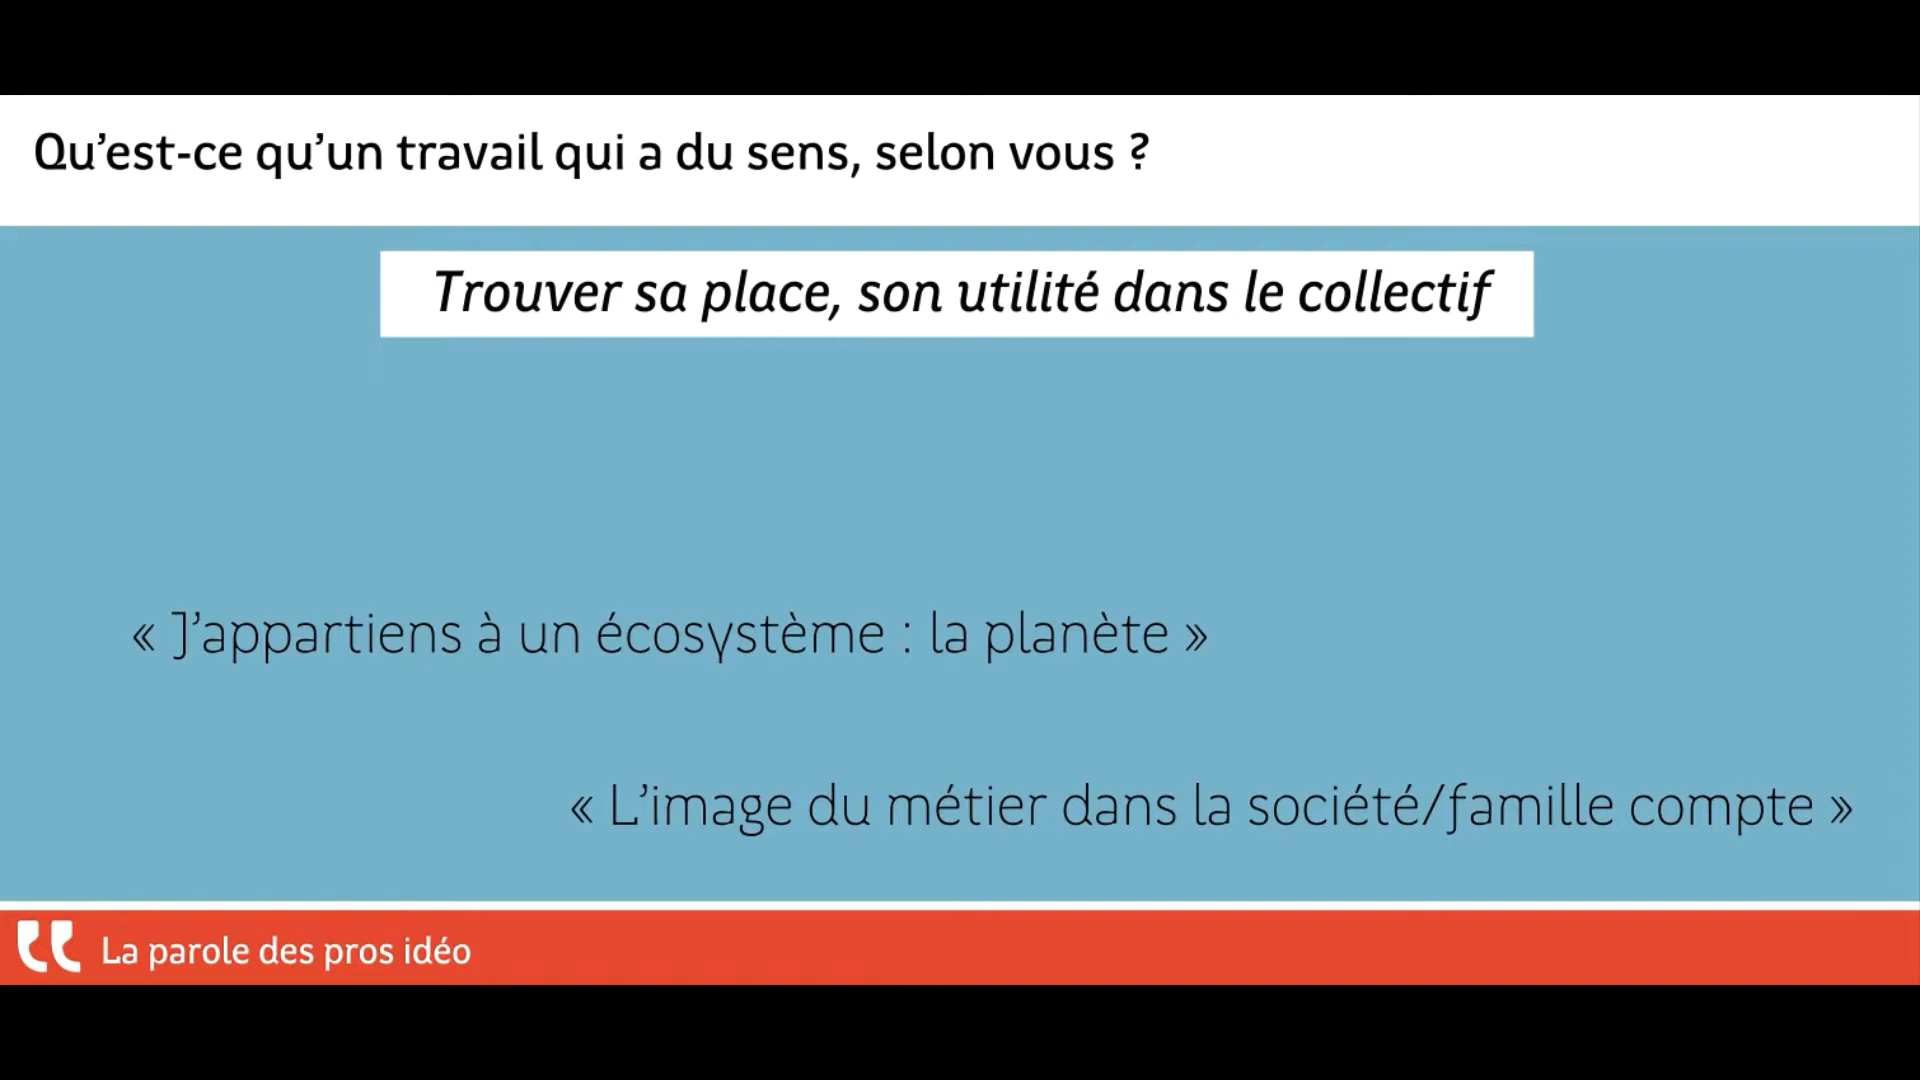 Qu’est-ce qu’un travail qui a du sens, selon vous ?
Trouver sa place, son utilité dans le collectif
« J’appartiens à un écosystème : la planète »
« L’image du métier dans la société/famille compte »
La parole des pros idéo